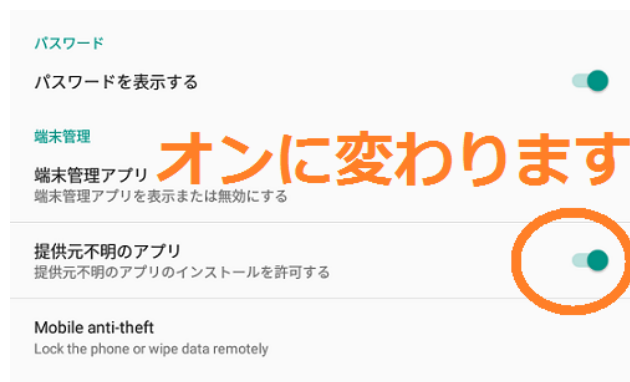 パスワード
パスワードを表示する
端末管理
オンに変わります
端末管理アプリ
端末管理アプリを表示または無効にする
提供元不明のアプリ
提供元不明のアプリのインストールを許可する
Mobile anti-theft
Lock the phone or wipe data remotely